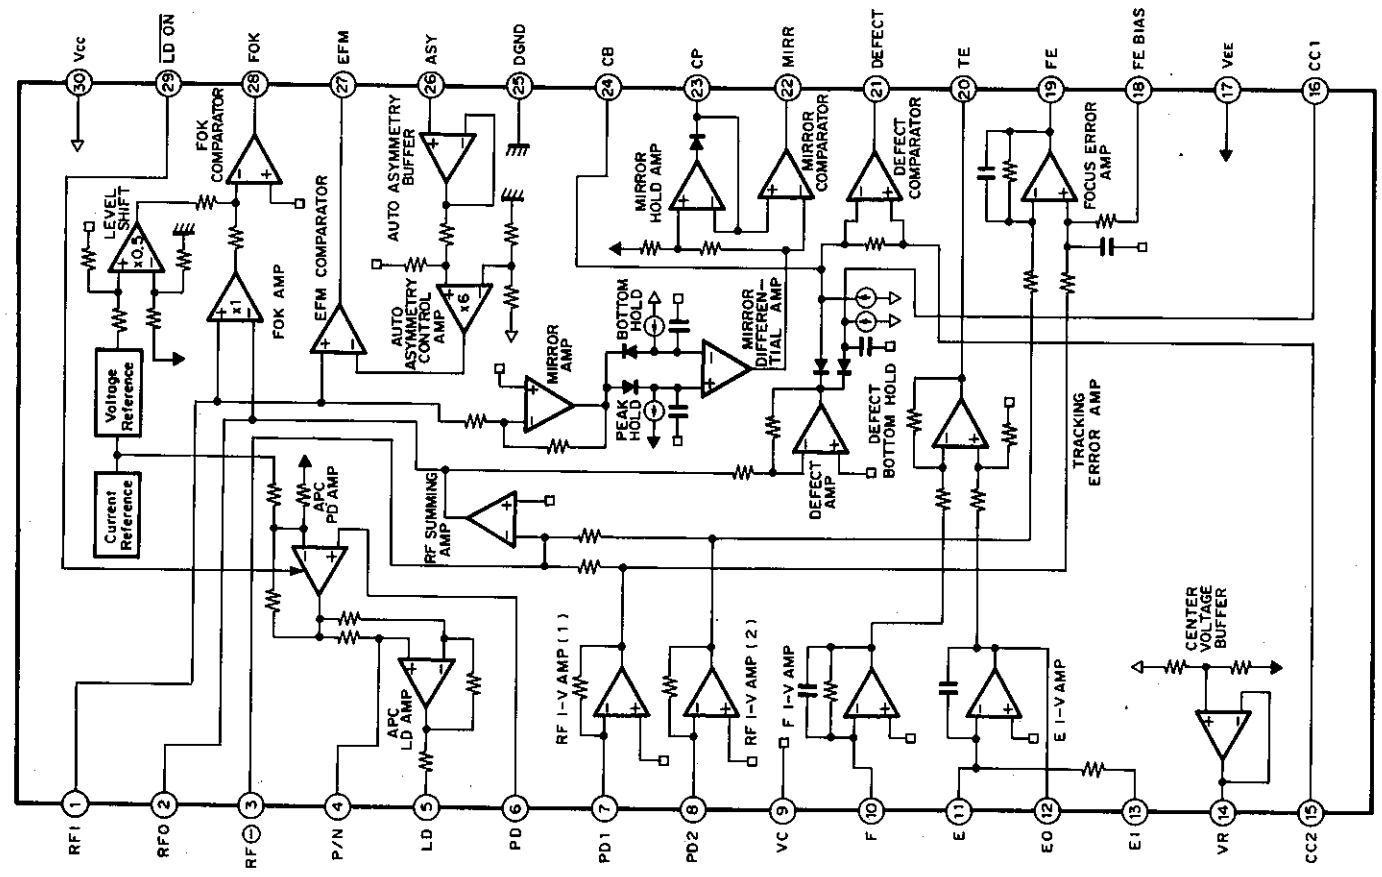 Vcc
LD ON
FOK
EFM
ASY
DGND
CB
CP
MIRR
DEFECT
TE
FE
FE BIAS
VEE
CC1
30
29
28
27
26
25
24
23
22
21
20
19
18
17
16
FOK
COMPARATOR
LEVEL
SHIFT
×0.5
×1
FOK AMP
EFM COMPARATOR
AUTO ASYMMETRY
BUFFER
AUTO
ASYMMETRY
CONTROL
AMP
×6
MIRROR
HOLD AMP
MIRROR
COMPARATOR
DEFECT
COMPARATOR
FOCUS ERROR
AMP
Voltage
Reference
Current
Reference
MIRROR
AMP
BOTTOM
HOLD
PEAK
HOLD
MIRROR
DIFFEREN-
TIAL AMP
DEFECT
AMP
DEFECT
BOTTOM HOLD
TRACKING
ERROR AMP
APC
PD AMP
RF SUMMING
AMP
APC
LD AMP
RF I-V AMP (1)
RF I-V AMP (2)
F I-V AMP
E I-V AMP
CENTER
VOLTAGE
BUFFER
1
2
3
4
5
6
7
8
9
10
11
12
13
14
15
RFI
RFO
RF⊖
P/N
LD
PD
PD1
PD2
VC
F
E
EO
EI
VR
CC2